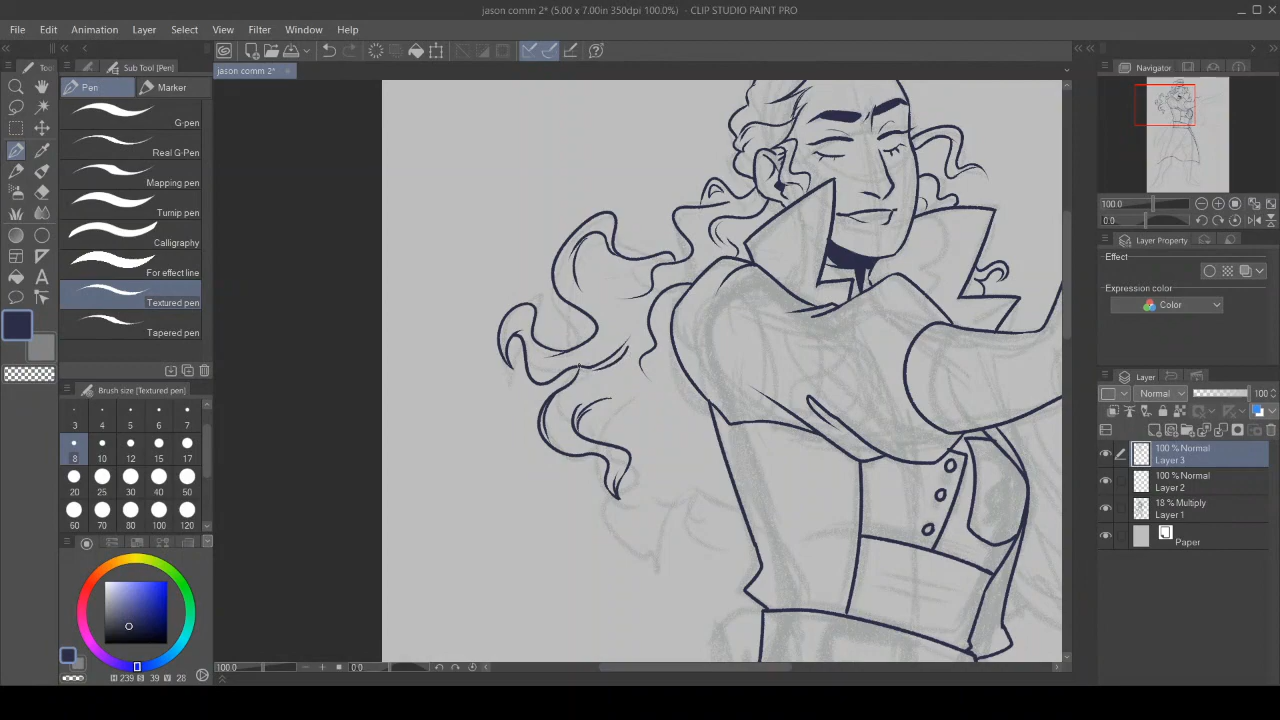 jason comm 2* (5.00 x 7.00in 350dpi 100.0%) - CLIP STUDIO PAINT PRO
File Edit Animation Layer Select View Filter Window Help
Too
Sub Tool [Pen]
jason comm 2*
Navigator
Pen
Marker
G-pen
Real G-Pen
Mapping pen
Turnip pen
Calligraphy
For effect line
Textured pen
Tapered pen
Brush size [Textured pen]
3 4 5 6 7
8 10 12 15 17
20 25 30 40 50
60 70 80 100 120
H 239 S 39 V 28
100.0 0.0
100.0
0.0
Layer Property
Effect
Expression color
Color
Layer
Normal 100
100 % Normal
Layer 3
100 % Normal
Layer 2
18 % Multiply
Layer 1
Paper